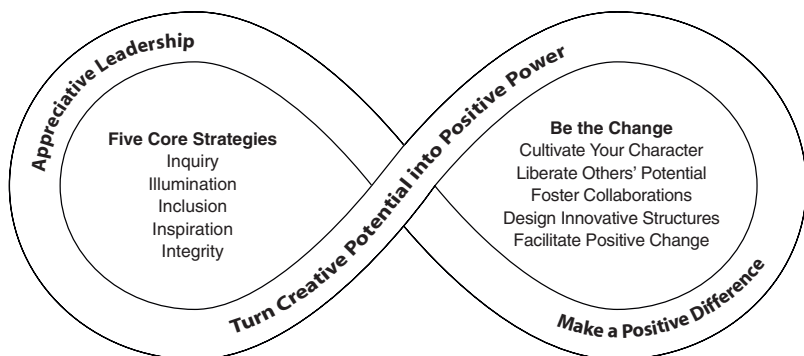 Appreciative Leadership
Five Core Strategies
Inquiry
Illumination
Inclusion
Inspiration
Integrity
Turn Creative Potential into Positive Power
Be the Change
Cultivate Your Character
Liberate Others’ Potential
Foster Collaborations
Design Innovative Structures
Facilitate Positive Change
Make a Positive Difference